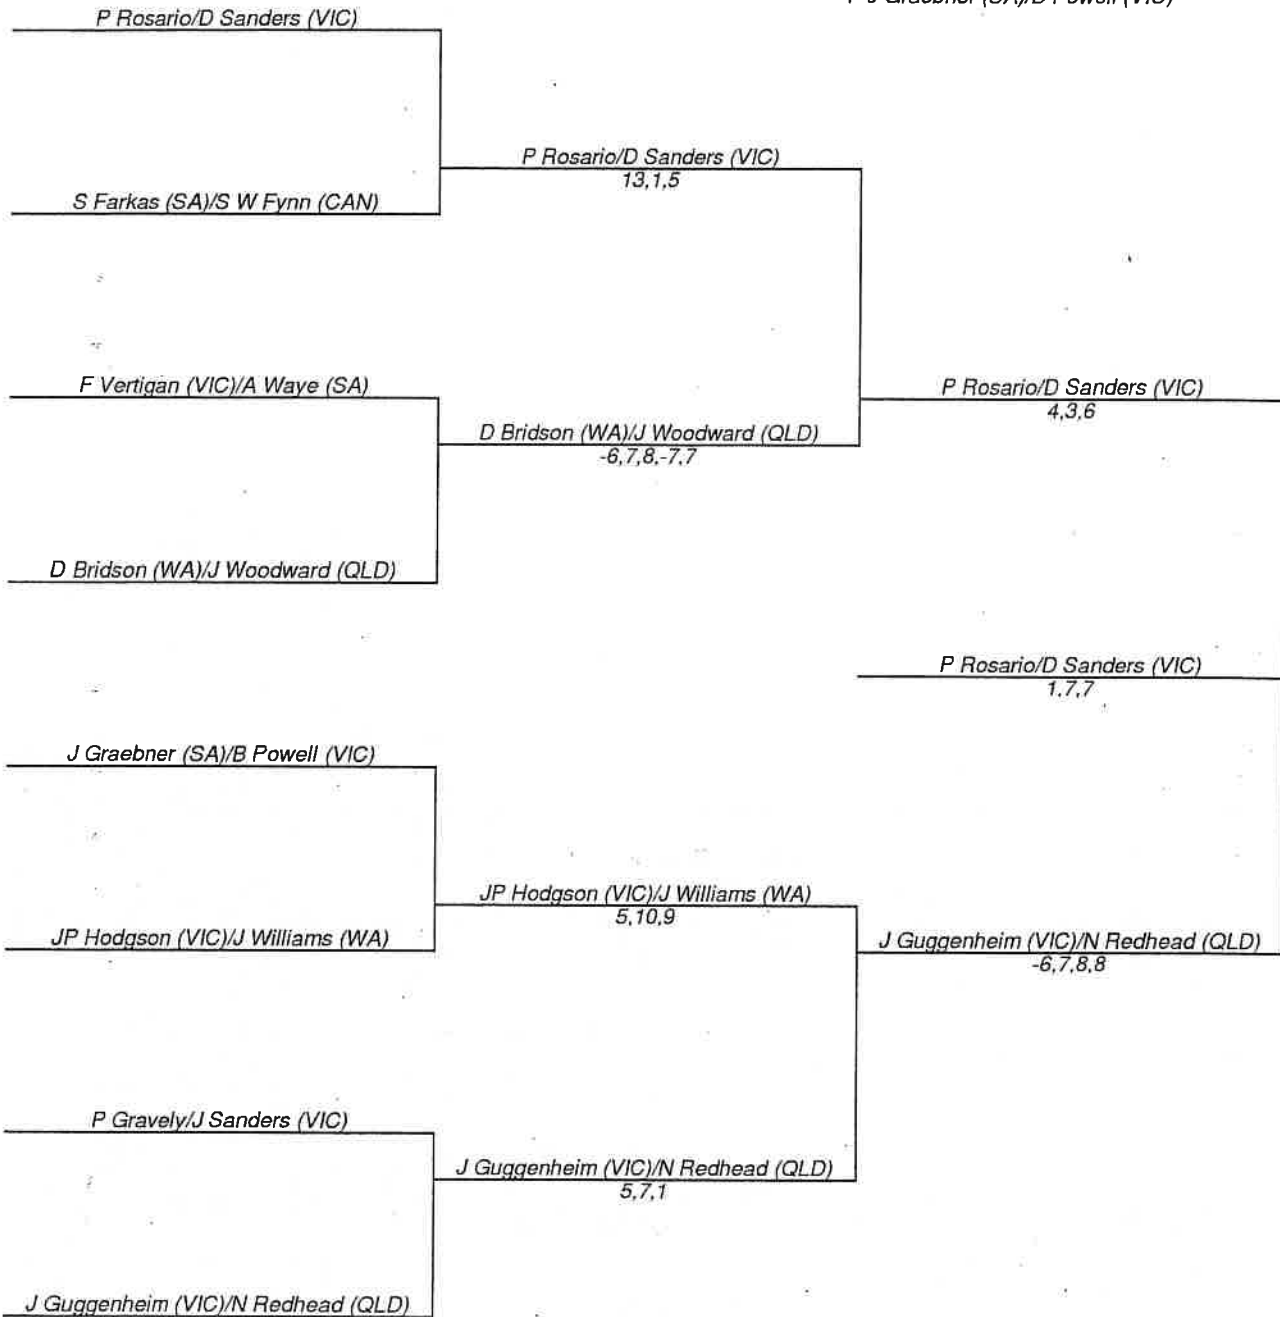 P Rosario/D Sanders (VIC)
P Rosario/D Sanders (VIC)
13,1,5
S Farkas (SA)/S W Fynn (CAN)
F Vertigan (VIC)/A Waye (SA)
P Rosario/D Sanders (VIC)
4,3,6
D Bridson (WA)/J Woodward (QLD)
-6,7,8,-7,7
D Bridson (WA)/J Woodward (QLD)
P Rosario/D Sanders (VIC)
1,7,7
J Graebner (SA)/B Powell (VIC)
JP Hodgson (VIC)/J Williams (WA)
5,10,9
JP Hodgson (VIC)/J Williams (WA)
J Guggenheim (VIC)/N Redhead (QLD)
-6,7,8,8
P Gravely/J Sanders (VIC)
J Guggenheim (VIC)/N Redhead (QLD)
5,7,1
J Guggenheim (VIC)/N Redhead (QLD)